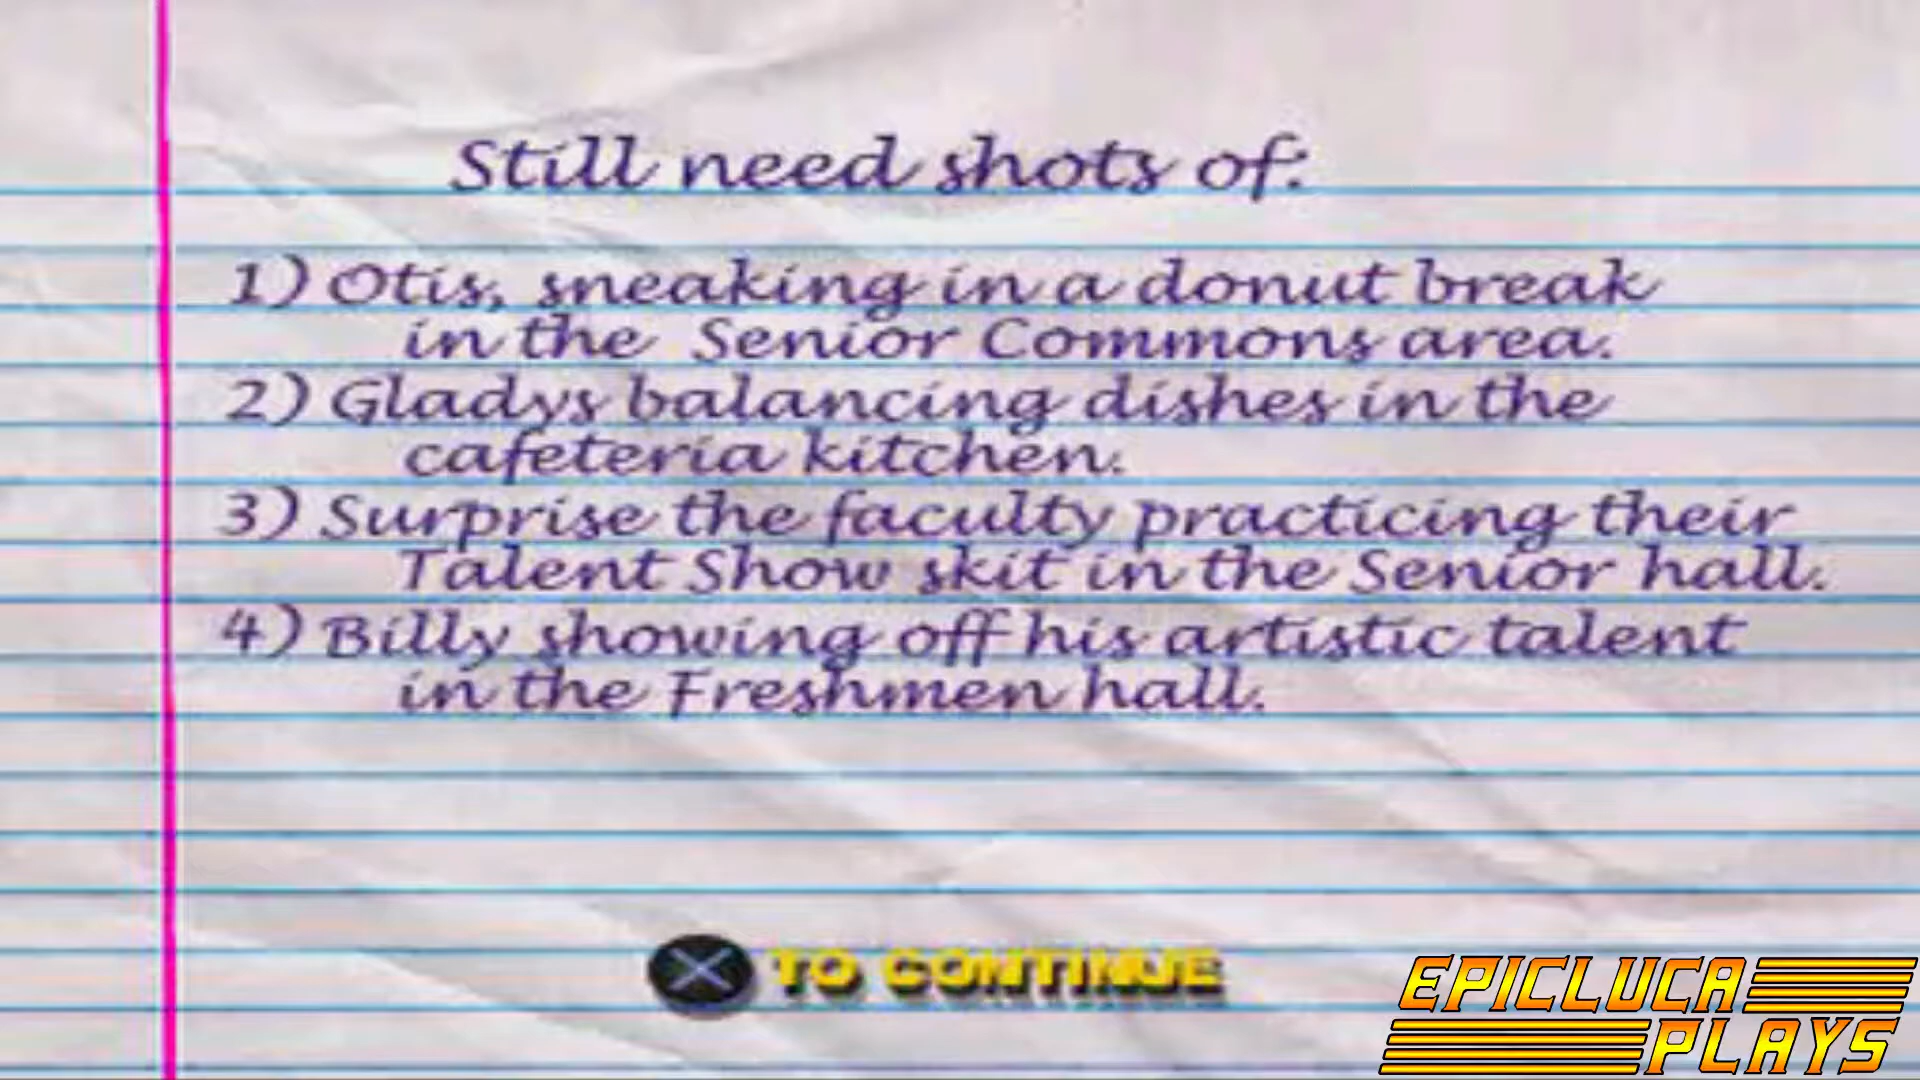 Still need shots of:
1) Otis, sneaking in a donut break
in the Senior Commons area.
2) Gladys balancing dishes in the
cafeteria kitchen.
3) Surprise the faculty practicing their
Talent Show skit in the Senior hall.
4) Billy showing off his artistic talent
in the Freshmen hall.
TO CONTINUE
EPICLUCA
PLAYS